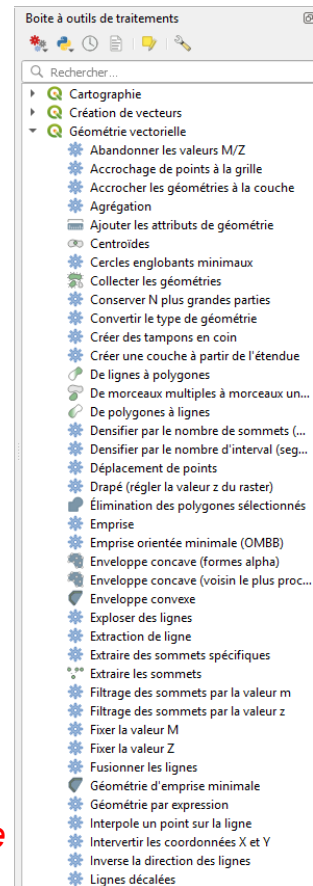 Boite à outils de traitements
Rechercher...
Cartographie
Création de vecteurs
Géométrie vectorielle
Abandonner les valeurs M/Z
Accrochage de points à la grille
Accrocher les géométries à la couche
Agrégation
Ajouter les attributs de géométrie
Centroïdes
Cercles englobants minimaux
Collecter les géométries
Conserver N plus grandes parties
Convertir le type de géométrie
Créer des tampons en coin
Créer une couche à partir de l'étendue
De lignes à polygones
De morceaux multiples à morceaux un...
De polygones à lignes
Densifier par le nombre de sommets (...
Densifier par le nombre d'interval (seg...
Déplacement de points
Drapé (régler la valeur z du raster)
Élimination des polygones sélectionnés
Emprise
Emprise orientée minimale (OMBB)
Enveloppe concave (formes alpha)
Enveloppe concave (voisin le plus proc...
Enveloppe convexe
Exploser des lignes
Extraction de ligne
Extraire des sommets spécifiques
Extraire les sommets
Filtrage des sommets par la valeur m
Filtrage des sommets par la valeur z
Fixer la valeur M
Fixer la valeur Z
Fusionner les lignes
Géométrie d'emprise minimale
Géométrie par expression
e
Interpole un point sur la ligne
Intervertir les coordonnées X et Y
Inverse la direction des lignes
Lignes décalées